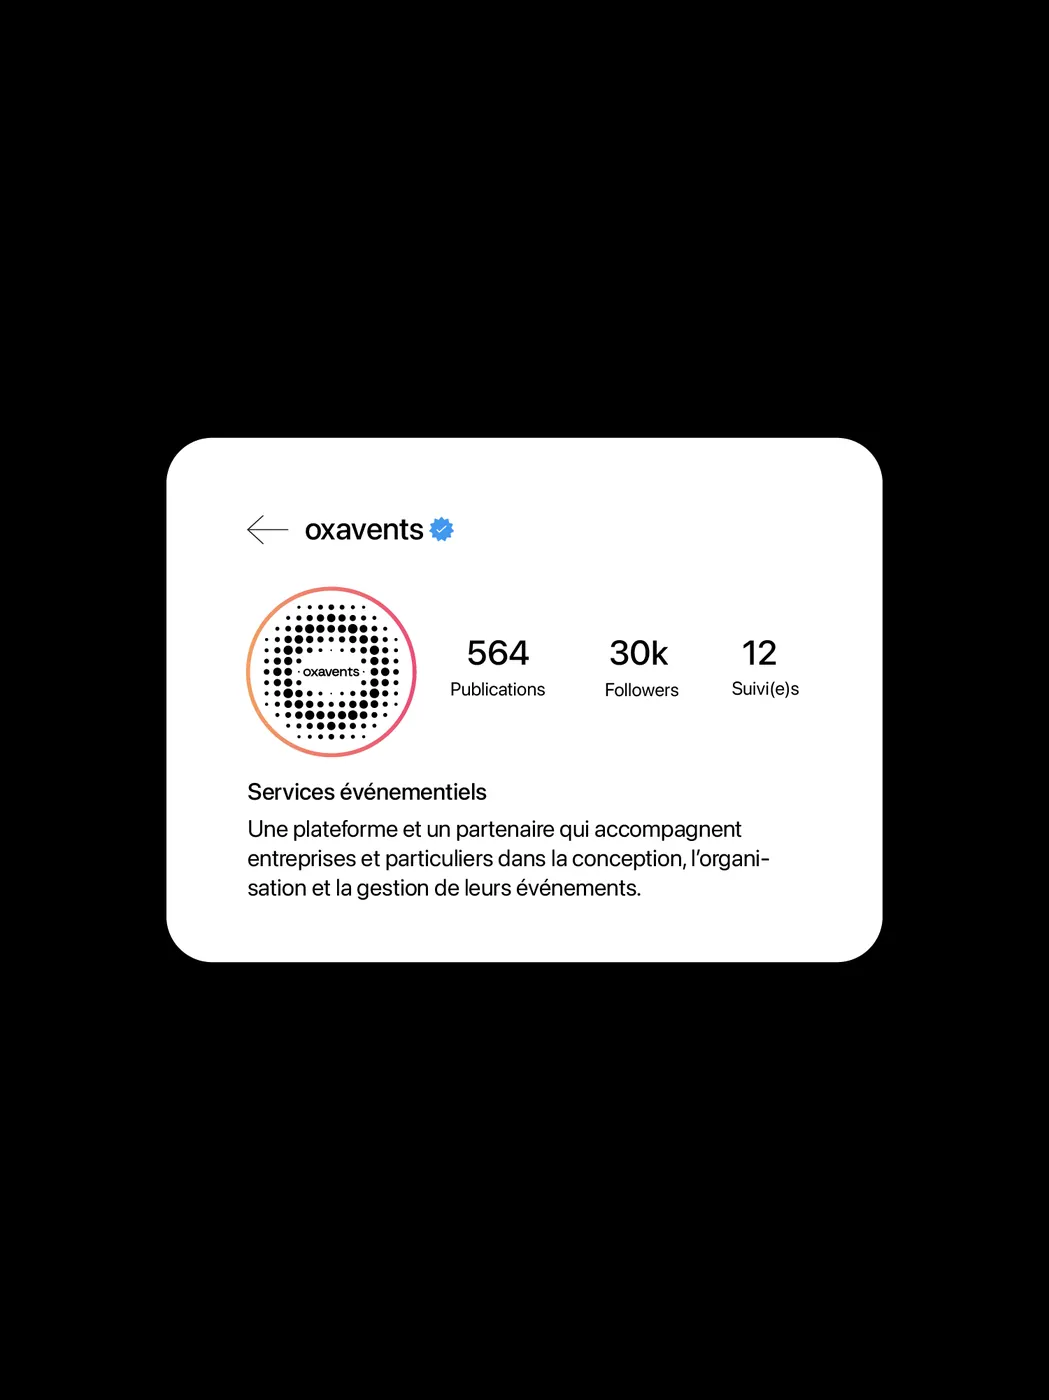 oxavents
oxavents
564 30k 12
Publications Followers Suivi(e)s
Services événementiels
Une plateforme et un partenaire qui accompagnent
entreprises et particuliers dans la conception, l’organi-
sation et la gestion de leurs événements.